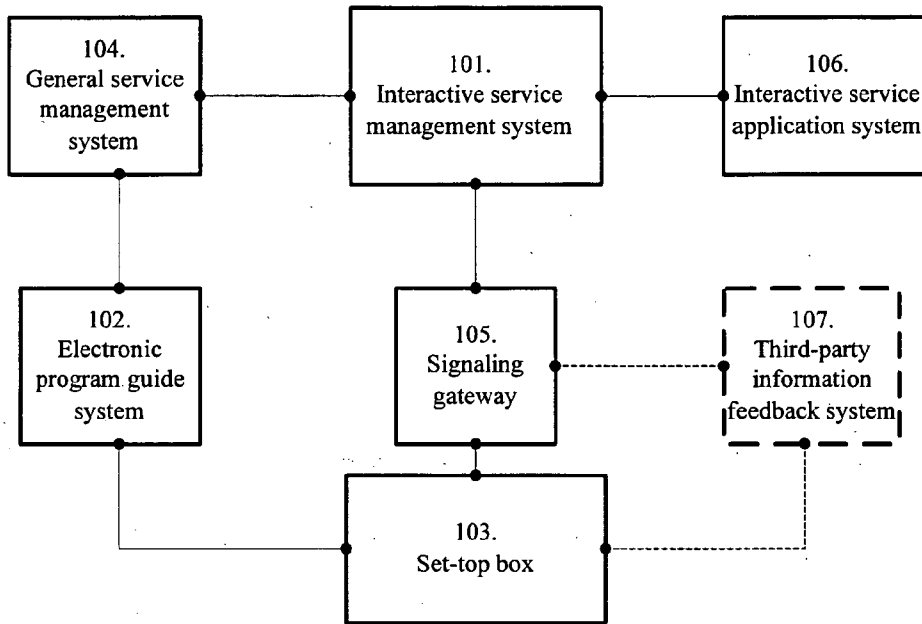 104.
General service
management
system
101.
Interactive service
management system
106.
Interactive service
application system
102.
Electronic
program guide
system
105.
Signaling
gateway
107.
Third-party
information
feedback system
103.
Set-top box